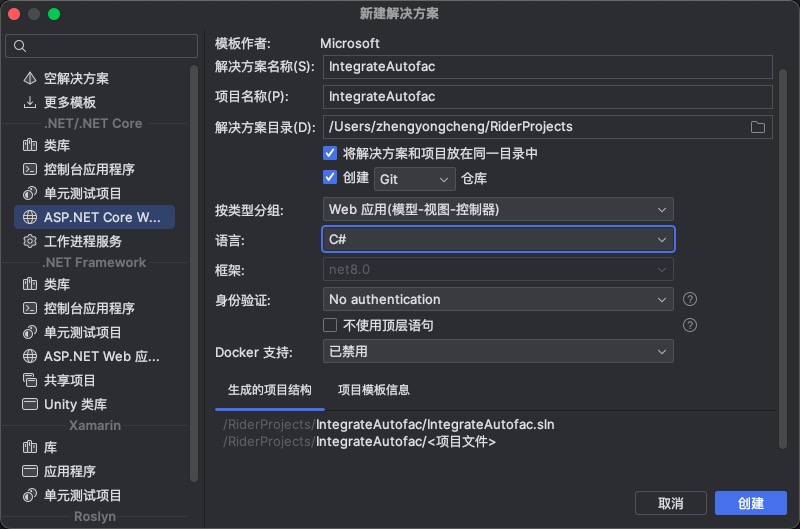 新建解决方案
空解决方案
更多模板
.NET/.NET Core
类库
控制台应用程序
单元测试项目
ASP.NET Core W...
工作进程服务
.NET Framework
类库
控制台应用程序
单元测试项目
ASP.NET Web 应...
共享项目
Unity 类库
Xamarin
库
应用程序
单元测试项目
Roslyn
模板作者: Microsoft
解决方案名称(S): IntegrateAutofac
项目名称(P): IntegrateAutofac
解决方案目录(D): /Users/zhengyongcheng/RiderProjects
将解决方案和项目放在同一目录中
创建 Git 仓库
按类型分组: Web 应用(模型-视图-控制器)
语言: C#
框架: net8.0
身份验证: No authentication ?
不使用顶层语句 ?
Docker 支持: 已禁用
生成的项目结构 项目模板信息
/RiderProjects/IntegrateAutofac/IntegrateAutofac.sln
/RiderProjects/IntegrateAutofac/<项目文件>
取消 创建